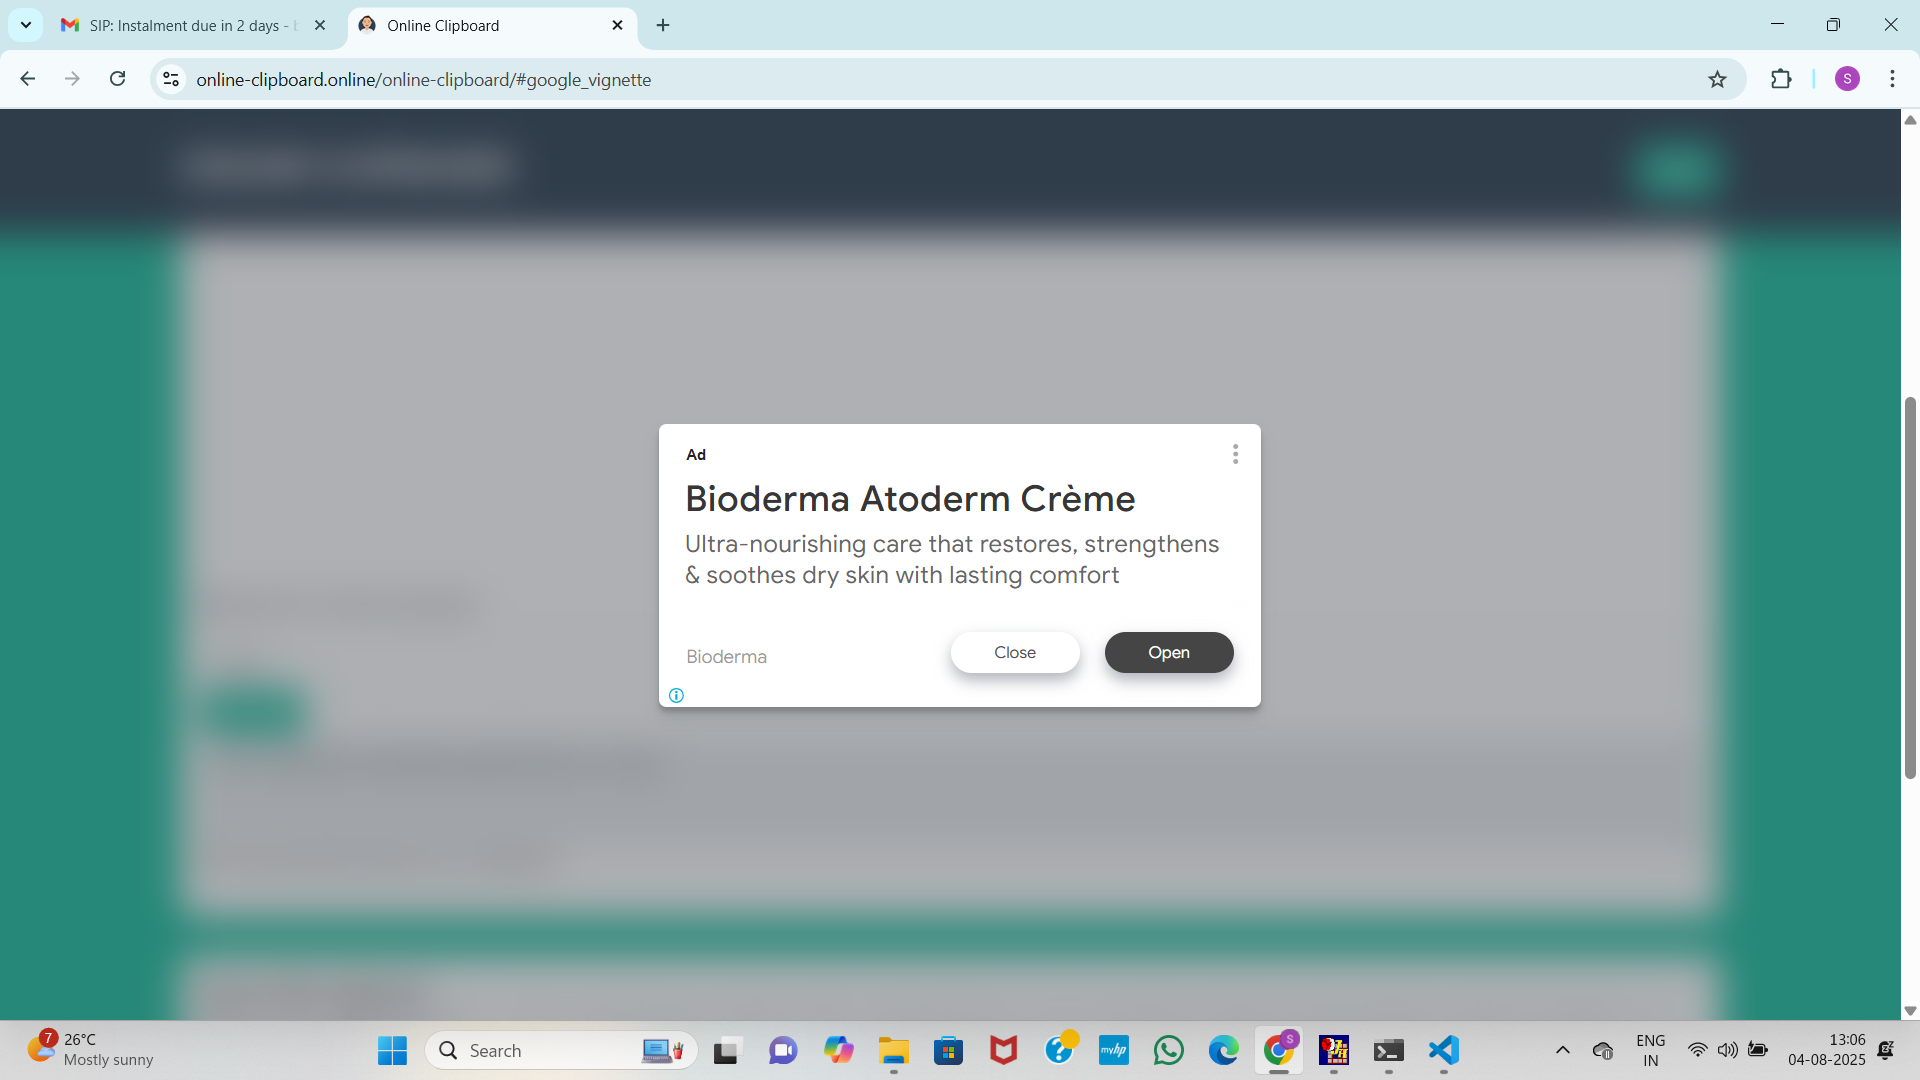 SIP: Instalment due in 2 days -
Online Clipboard
online-clipboard.online/online-clipboard/#google_vignette
S
Ad
Bioderma Atoderm Crème
Ultra-nourishing care that restores, strengthens
& soothes dry skin with lasting comfort
Bioderma
Close
Open
7
26°C
Mostly sunny
Search
myhp
S
ENG
IN
13:06
04-08-2025